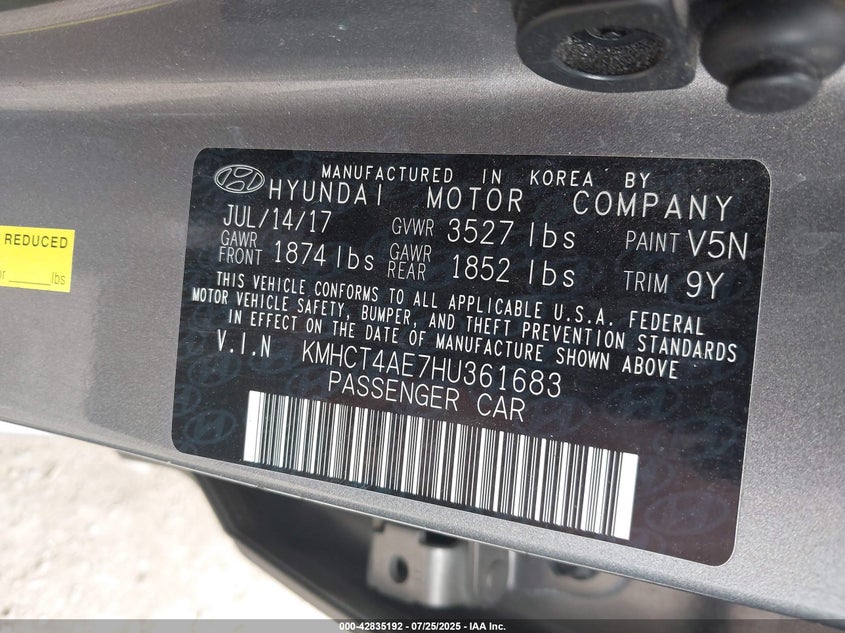 MANUFACTURED IN KOREA BY
HYUNDAI MOTOR COMPANY
JUL/14/17 GVWR 3527 lbs PAINT V5N
GAWR FRONT 1874 lbs GAWR REAR 1852 lbs TRIM 9Y
THIS VEHICLE CONFORMS TO ALL APPLICABLE U.S.A. FEDERAL
MOTOR VEHICLE SAFETY, BUMPER, AND THEFT PREVENTION STANDARDS
IN EFFECT ON THE DATE OF MANUFACTURE SHOWN ABOVE
V.I.N KMHCT4AE7HU361683
PASSENGER CAR
REDUCED
or ____lbs
000-42835192 - 07/25/2025 - IAA Inc.